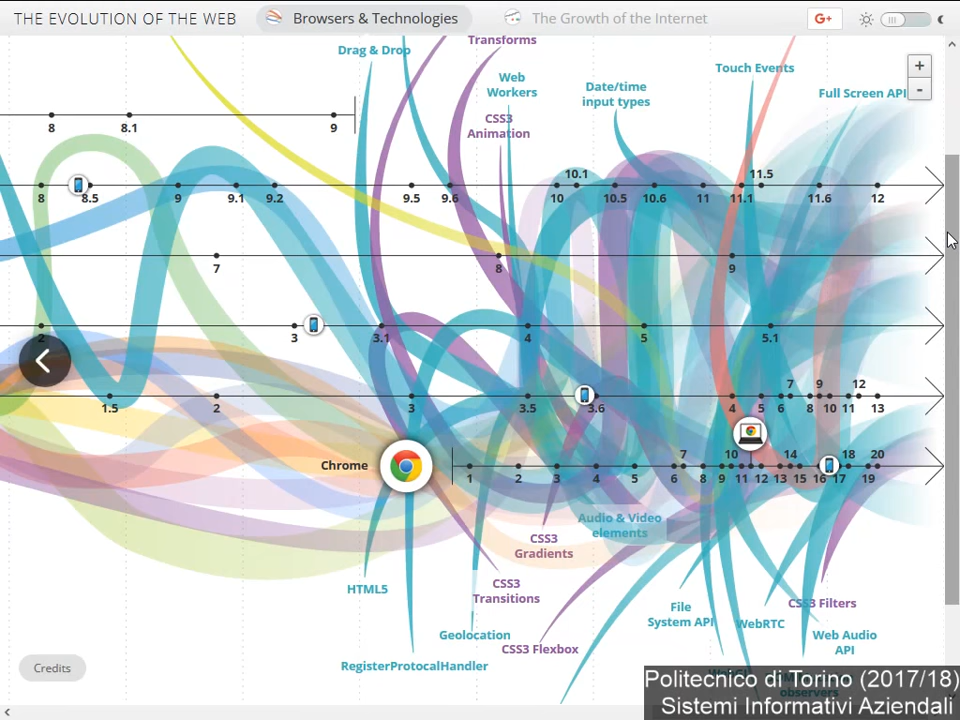 THE EVOLUTION OF THE WEB
Browsers & Technologies
The Growth of the Internet
G+
Transforms
Drag & Drop
Touch Events
Web
Workers
Date/time
input types
Full Screen API
+
-
CSS3
Animation
8 8.1 9
10.1 11.5
8 8.5 9 9.1 9.2 9.5 9.6 10 10.5 10.6 11 11.1 11.6 12
7 8 9
2 3 3.1 4 5 5.1
7 9 12
1.5 2 3 3.5 3.6 4 5 6 8 10 11 13
Chrome
7 10 14 18 20
1 2 3 4 5 6 8 9 11 12 13 15 16 17 19
Audio & Video
elements
CSS3
Gradients
HTML5
CSS3
Transitions
File
System API
CSS3 Filters
WebRTC
Geolocation
Web Audio
API
CSS3 Flexbox
RegisterProtocalHandler
Credits
observers
Politecnico di Torino (2017/18)
Sistemi Informativi Aziendali